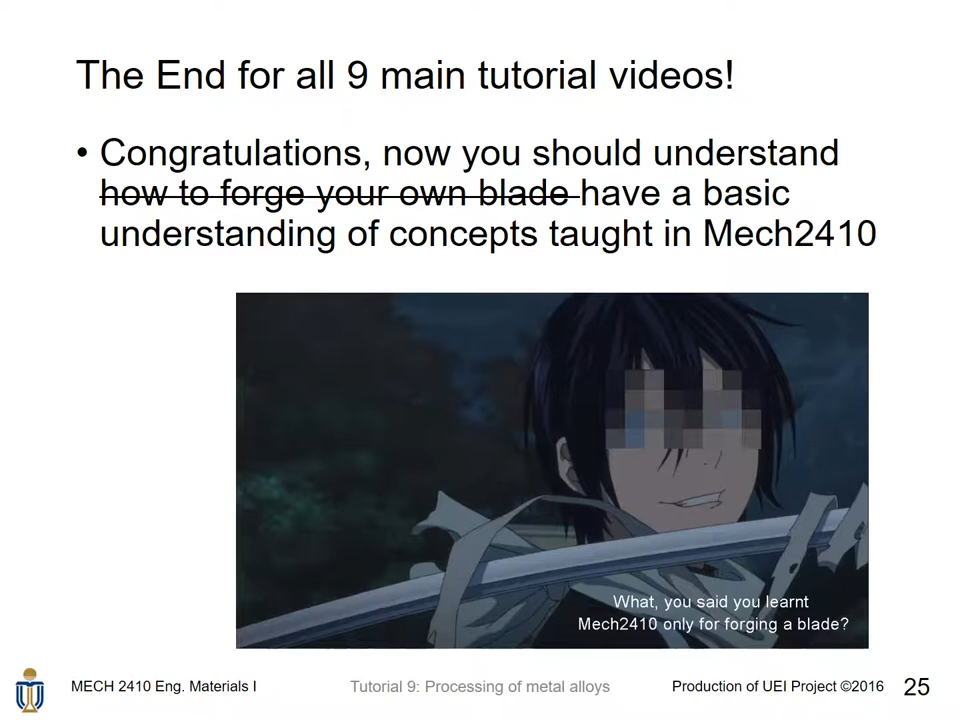 The End for all 9 main tutorial videos!
• Congratulations, now you should understand
how to forge your own blade have a basic
understanding of concepts taught in Mech2410
What, you said you learnt
Mech2410 only for forging a blade?
MECH 2410 Eng. Materials I
Tutorial 9: Processing of metal alloys
Production of UEI Project ©2016
25